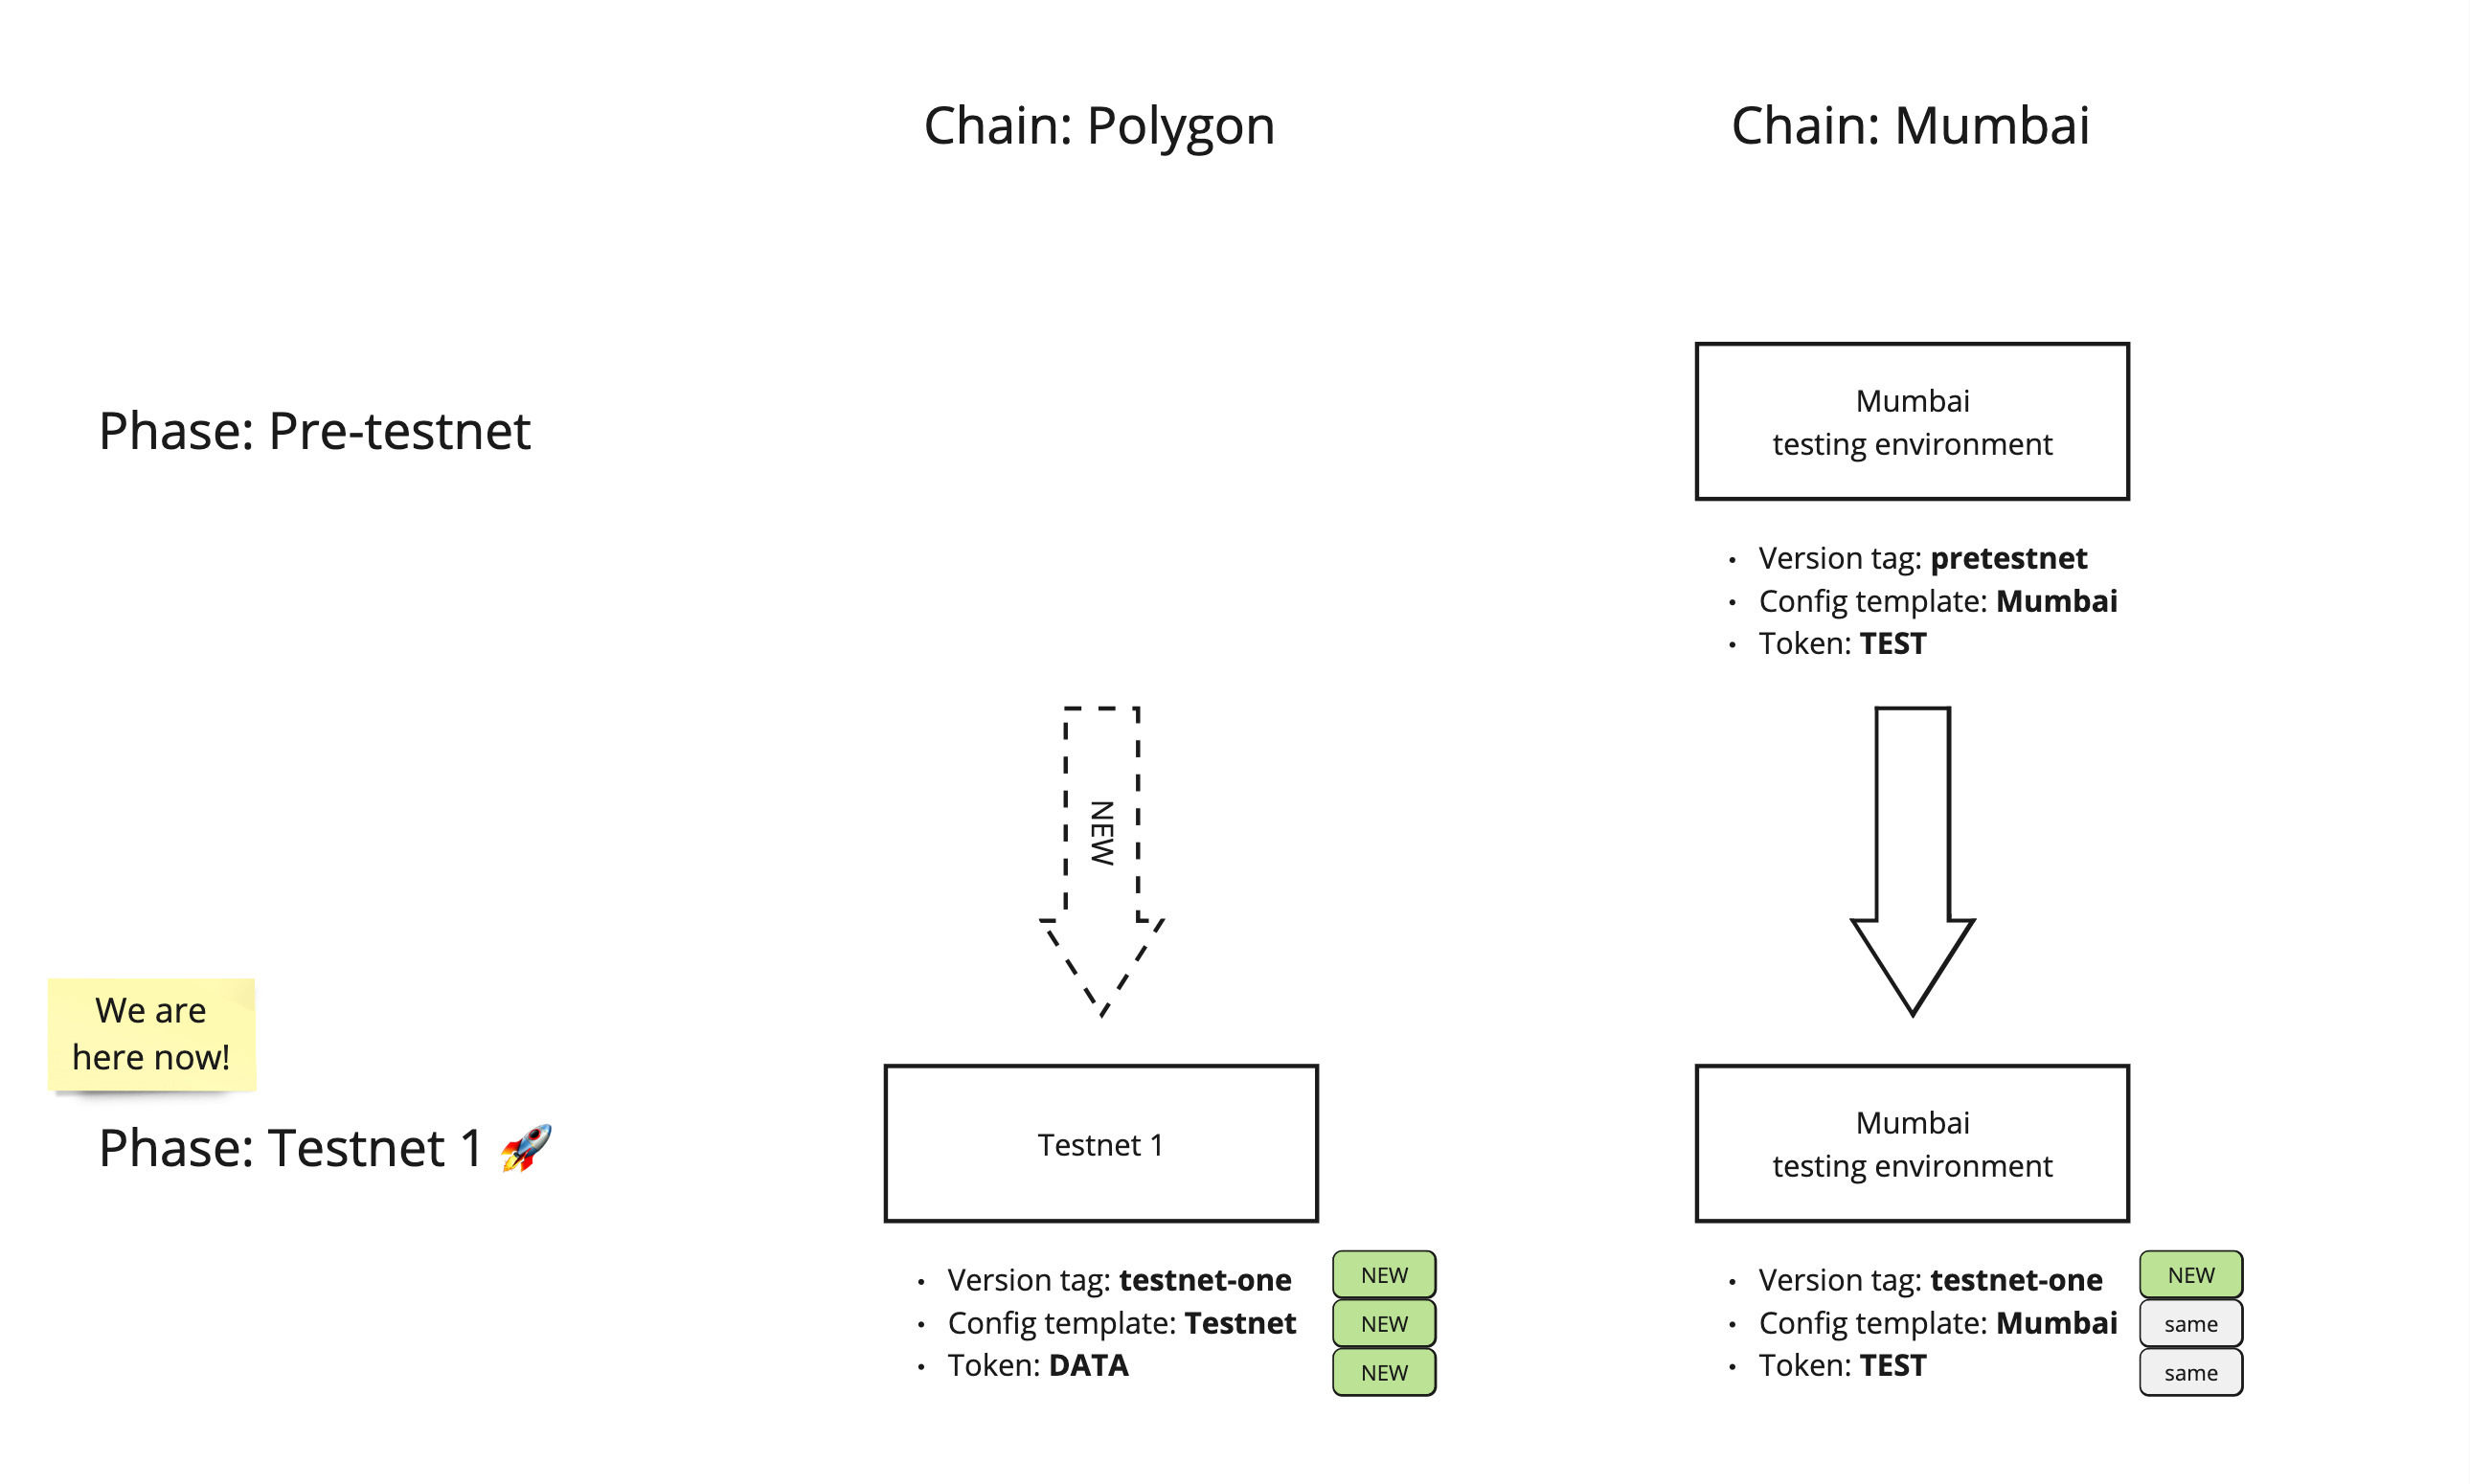 Chain: Polygon
Chain: Mumbai
Phase: Pre-testnet
Mumbai
testing environment
• Version tag: pretestnet
• Config template: Mumbai
• Token: TEST
NEW
We are
here now!
Phase: Testnet 1 🚀
Testnet 1
• Version tag: testnet-one
NEW
• Config template: Testnet
NEW
• Token: DATA
NEW
Mumbai
testing environment
• Version tag: testnet-one
NEW
• Config template: Mumbai
same
• Token: TEST
same